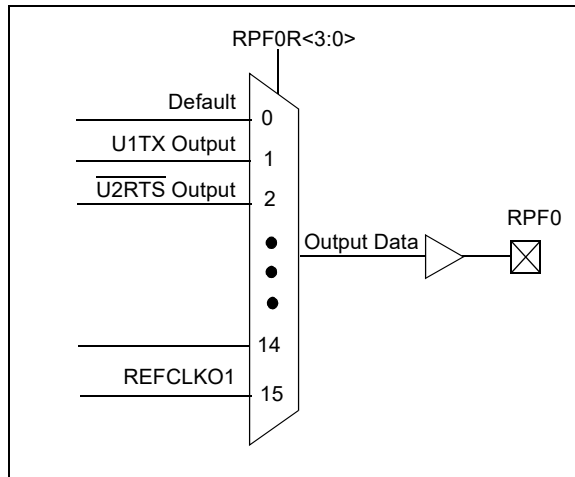 RPF0R<3:0>
Default
0
U1TX Output
1
U2RTS Output
2
RPF0
Output Data
14
REFCLKO1
15